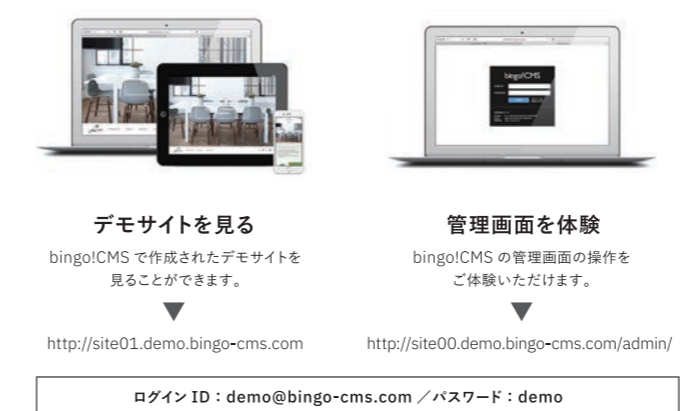 bingo!CMS
デモサイトを見る
bingo!CMS で作成されたデモサイトを
見ることができます。
http://site01.demo.bingo-cms.com
管理画面を体験
bingo!CMS の管理画面の操作を
ご体験いただけます。
http://site00.demo.bingo-cms.com/admin/
ログイン ID：demo@bingo-cms.com ／パスワード：demo